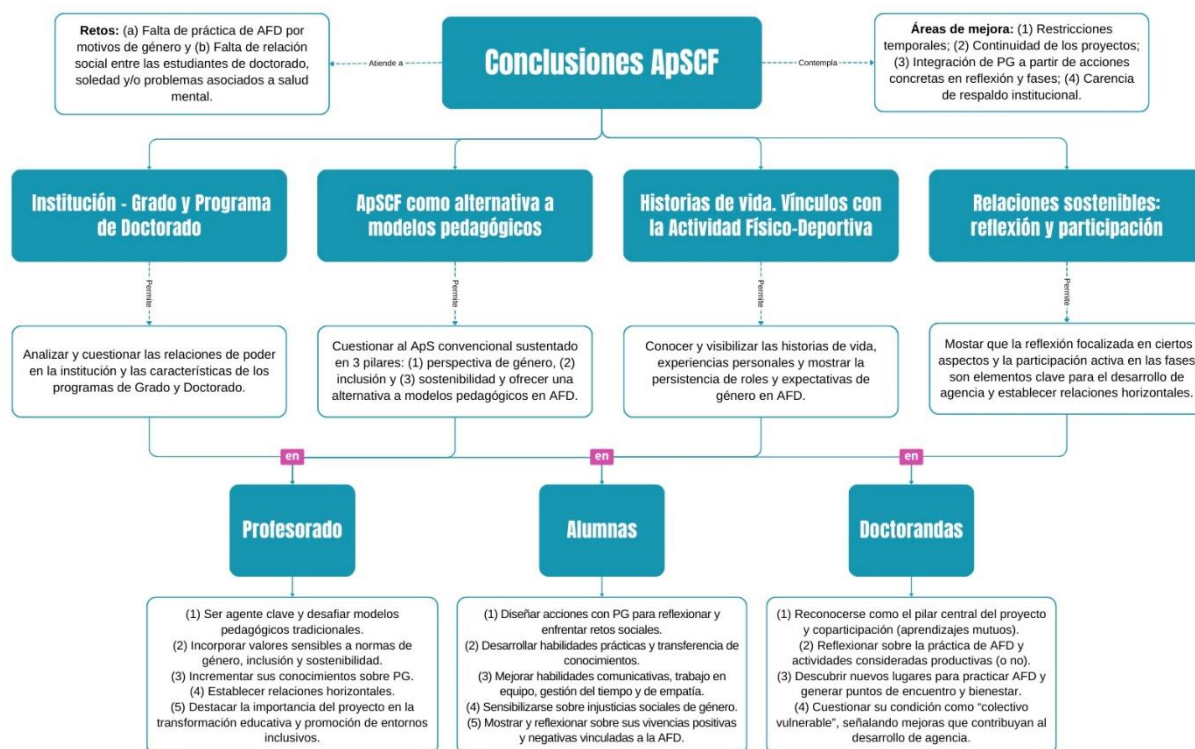 Retos: (a) Falta de práctica de AFD por
motivos de género y (b) Falta de relación
social entre las estudiantes de doctorado,
soledad y/o problemas asociados a salud
mental.
Atiende a
Conclusiones ApSCF
Contempla
Áreas de mejora: (1) Restricciones
temporales; (2) Continuidad de los proyectos;
(3) Integración de PG a partir de acciones
concretas en reflexión y fases; (4) Carencia
de respaldo institucional.
Institución - Grado y Programa
de Doctorado
ApSCF como alternativa a
modelos pedagógicos
Historias de vida. Vínculos con
la Actividad Físico-Deportiva
Relaciones sostenibles:
reflexión y participación
Permite
Permite
Permite
Permite
Analizar y cuestionar las relaciones de poder
en la institución y las características de los
programas de Grado y Doctorado.
Cuestionar al ApS convencional sustentado
en 3 pilares: (1) perspectiva de género, (2)
inclusión y (3) sostenibilidad y ofrecer una
alternativa a modelos pedagógicos en AFD.
Conocer y visibilizar las historias de vida,
experiencias personales y mostrar la
persistencia de roles y expectativas de
género en AFD.
Mostrar que la reflexión focalizada en ciertos
aspectos y la participación activa en las fases,
son elementos clave para el desarrollo de
agencia y establecer relaciones horizontales.
en
en
en
Profesorado
Alumnas
Doctorandas
(1) Ser agente clave y desafiar modelos
pedagógicos tradicionales.
(2) Incorporar valores sensibles a normas de
género, inclusión y sostenibilidad.
(3) Incrementar sus conocimientos sobre PG.
(4) Establecer relaciones horizontales.
(5) Destacar la importancia del proyecto en la
transformación educativa y promoción de entornos
inclusivos.
(1) Diseñar acciones con PG para reflexionar y
enfrentar retos sociales.
(2) Desarrollar habilidades prácticas y transferencia de
conocimientos.
(3) Mejorar habilidades comunicativas, trabajo en
equipo, gestión del tiempo y de empatía.
(4) Sensibilizarse sobre injusticias sociales de género.
(5) Mostrar y reflexionar sobre sus vivencias positivas
y negativas vinculadas a la AFD.
(1) Reconocerse como el pilar central del proyecto
y coparticipación (aprendizajes mutuos).
(2) Reflexionar sobre la práctica de AFD y
actividades consideradas productivas (o no).
(3) Descubrir nuevos lugares para practicar AFD y
generar puntos de encuentro y bienestar.
(4) Cuestionar su condición como “colectivo
vulnerable”, señalando mejoras que contribuyan al
desarrollo de agencia.